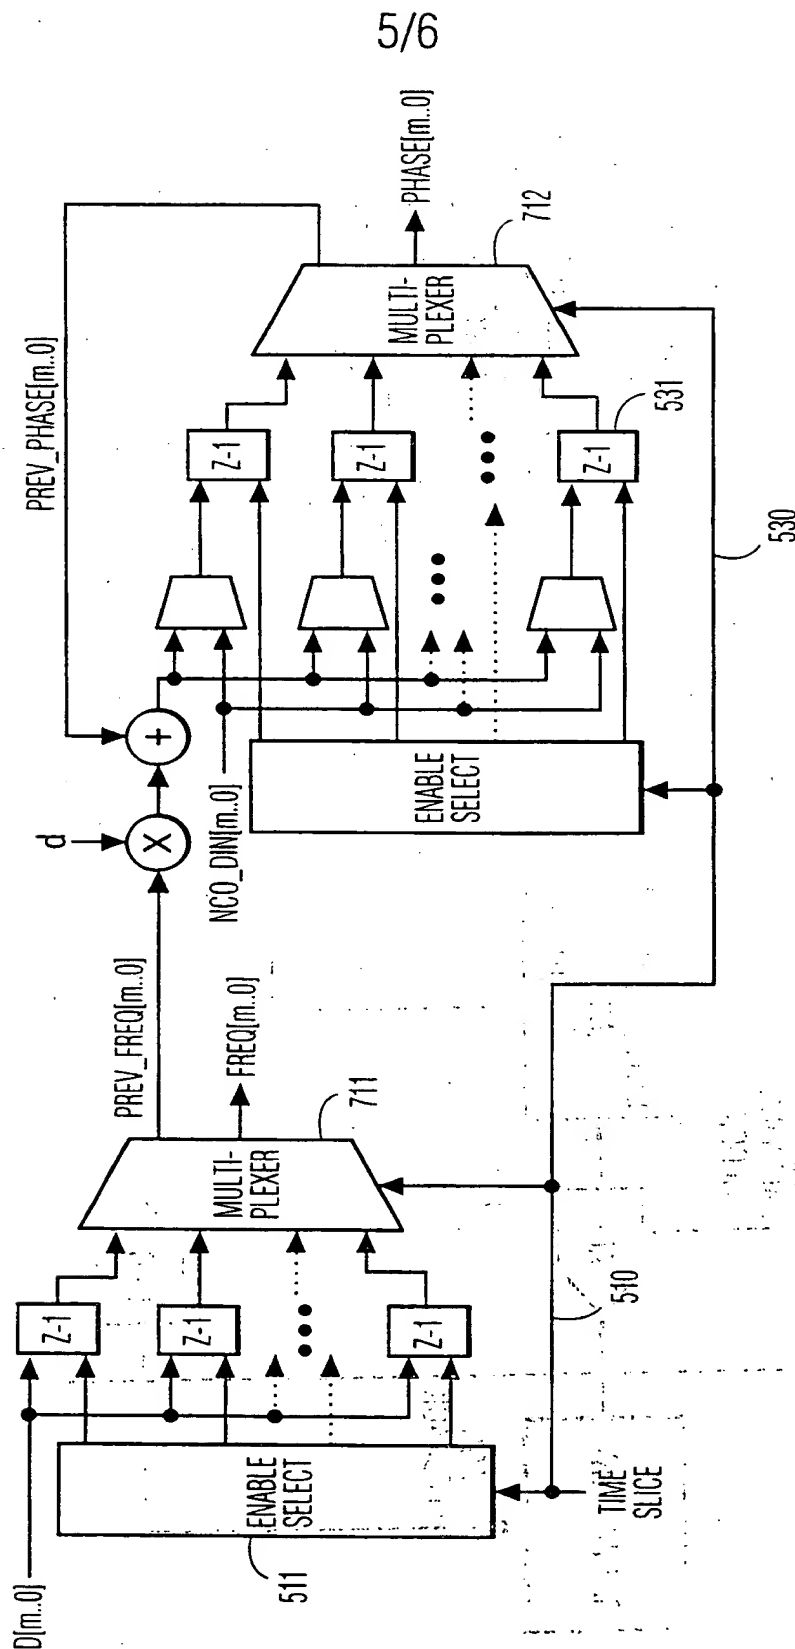 5/6
D[m..0]
ENABLE
SELECT
511
Z-1
Z-1
Z-1
MULTI-
PLEXER
711
PREV_FREQ[m..0]
FREQ[m..0]
TIME
SLICE
510
d
X
+
NCO_DIN[m..0]
PREV_PHASE[m..0]
ENABLE
SELECT
Z-1
Z-1
Z-1
531
MULTI-
PLEXER
712
PHASE[m..0]
530